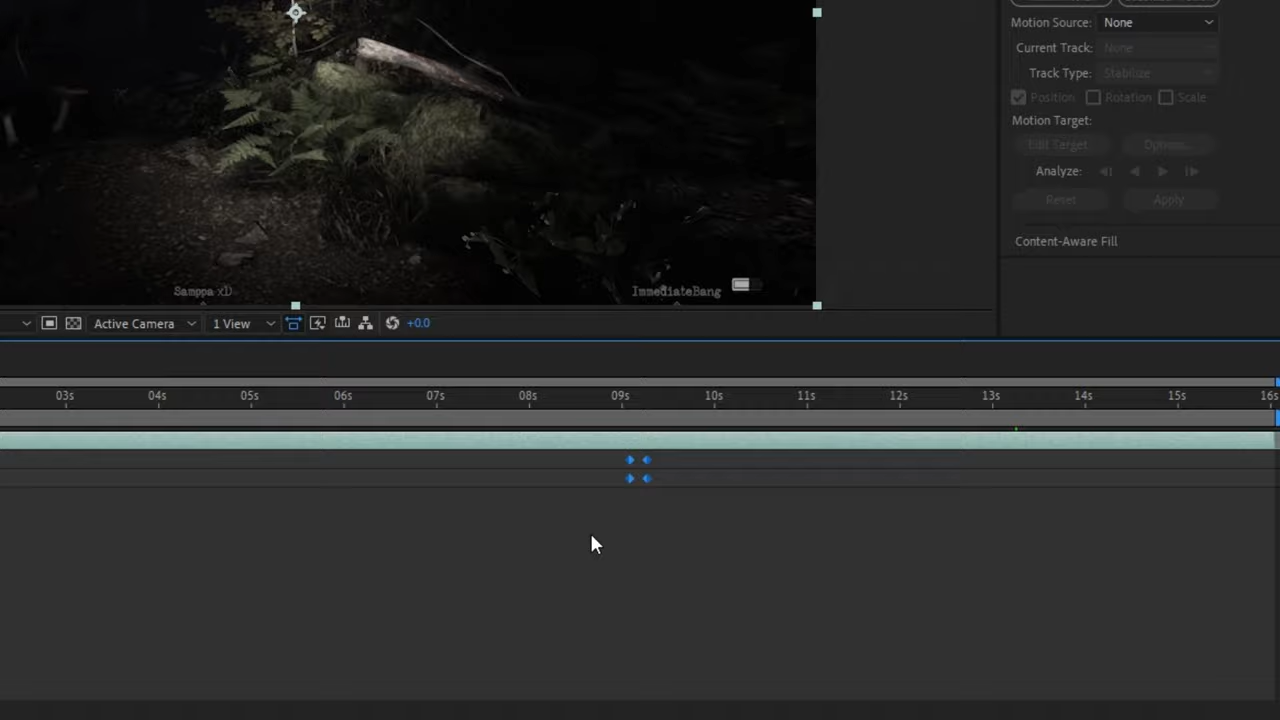 Motion Source: None
Current Track: None
Track Type: Stabilize
Position Rotation Scale
Motion Target:
Edit Target Options...
Analyze:
Reset Apply
Content-Aware Fill
Samppa xD ImmediateBang
Active Camera 1 View +0.0
03s 04s 05s 06s 07s 08s 09s 10s 11s 12s 13s 14s 15s 16s